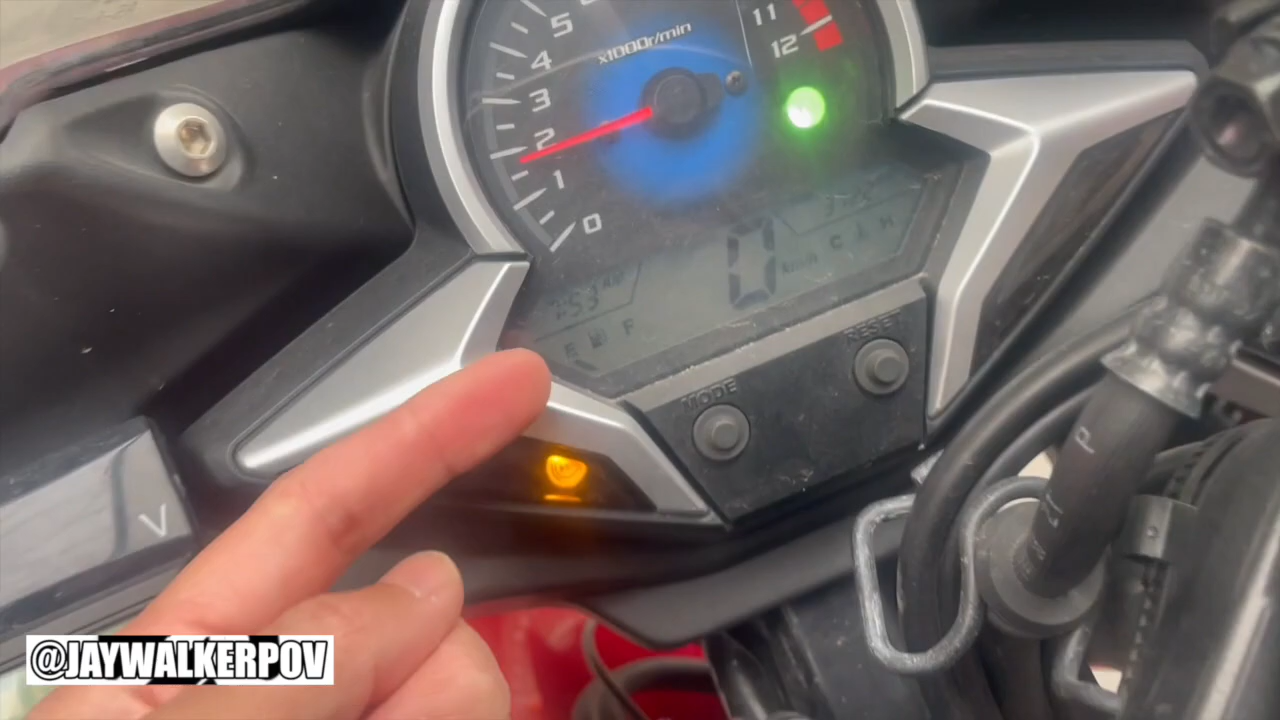 5
4
3
2
1
0
x1000r/min
11
12
0
km/h
C H
E F
MODE
RESET
V
P
@JAYWALKERPOV